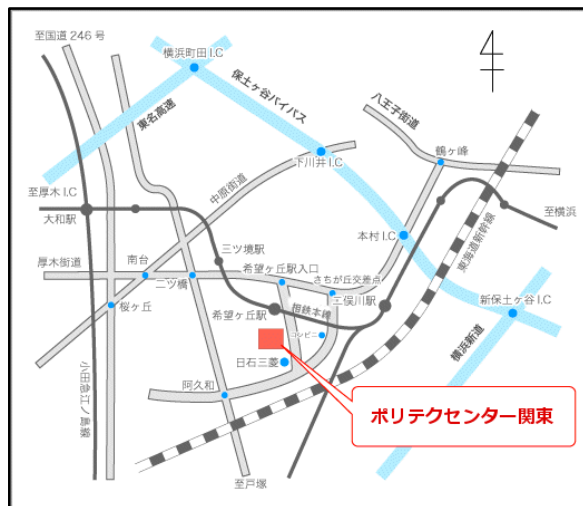 至国道 246 号
横浜町田 I.C
保土ヶ谷バイパス
東名高速
八王子街道
鶴ヶ峰
下川井 I.C
中原街道
至厚木 I.C
大和駅
東海道新幹線
至横浜
本村 I.C
三ツ境駅
南台
厚木街道
希望ヶ丘駅入口
さちが丘交差点
二ツ橋
二俣川駅
相鉄本線
新保土ヶ谷 I.C
桜ヶ丘
希望ヶ丘駅
コンビニ
横浜新道
日石三菱
小田急江ノ島線
阿久和
ポリテクセンター関東
至戸塚